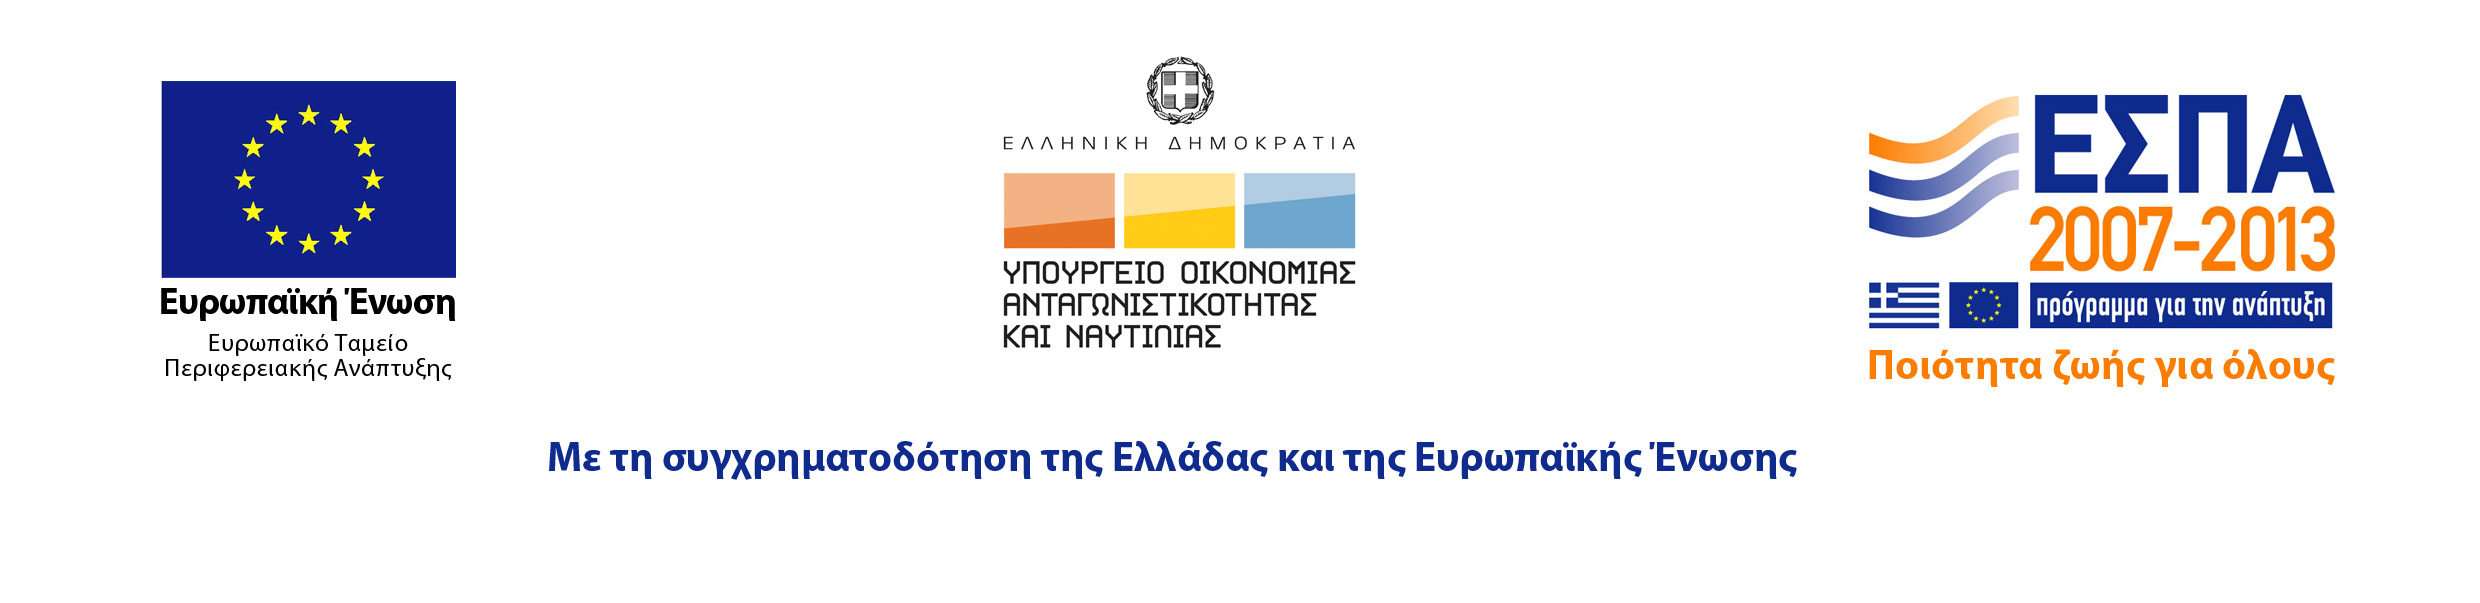 Ευρωπαϊκή Ένωση
Ευρωπαϊκό Ταμείο
Περιφερειακής Ανάπτυξης
ΕΛΛΗΝΙΚΗ ΔΗΜΟΚΡΑΤΙΑ
ΥΠΟΥΡΓΕΙΟ ΟΙΚΟΝΟΜΙΑΣ
ΑΝΤΑΓΩΝΙΣΤΙΚΟΤΗΤΑΣ
ΚΑΙ ΝΑΥΤΙΛΙΑΣ
ΕΣΠΑ
2007-2013
πρόγραμμα για την ανάπτυξη
Ποιότητα ζωής για όλους
Με τη συγχρηματοδότηση της Ελλάδας και της Ευρωπαϊκής Ένωσης